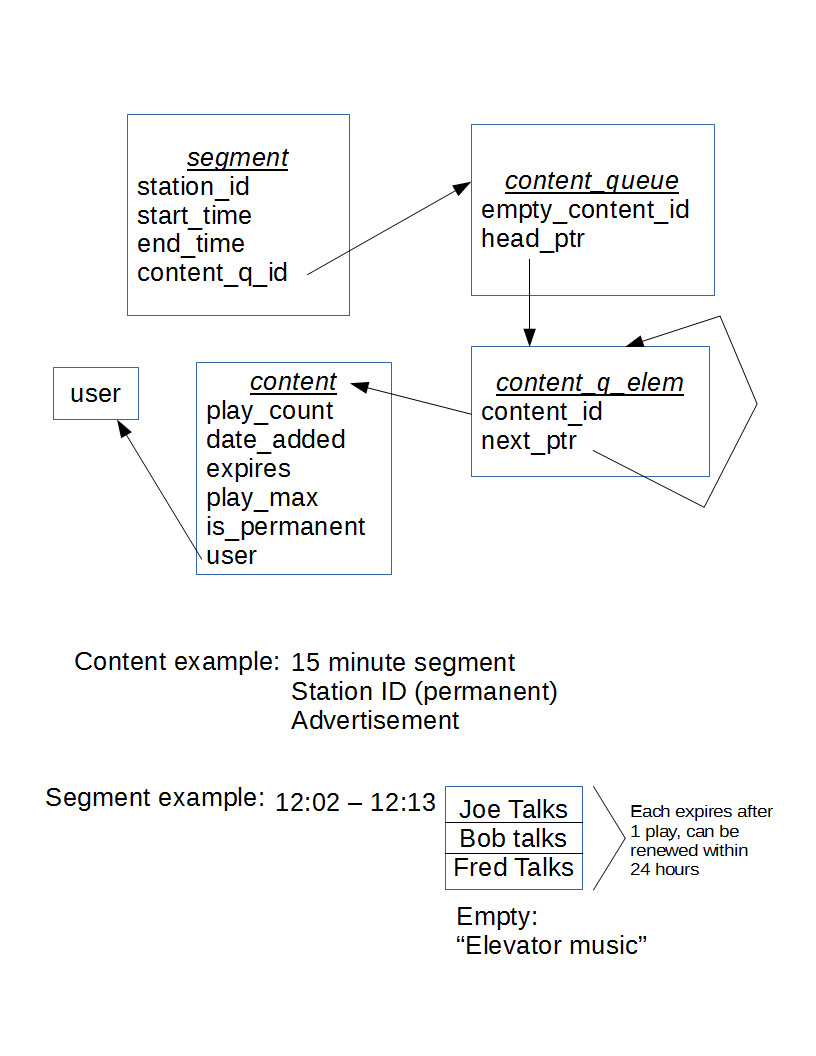 segment
station_id
start_time
end_time
content_q_id
content_queue
empty_content_id
head_ptr
content_q_elem
content_id
next_ptr
content
play_count
date_added
expires
play_max
is_permanent
user
user
Content example:
15 minute segment
Station ID (permanent)
Advertisement
Segment example:
12:02 – 12:13
Joe Talks
Bob talks
Fred Talks
Each expires after
1 play, can be
renewed within
24 hours
Empty:
“Elevator music”